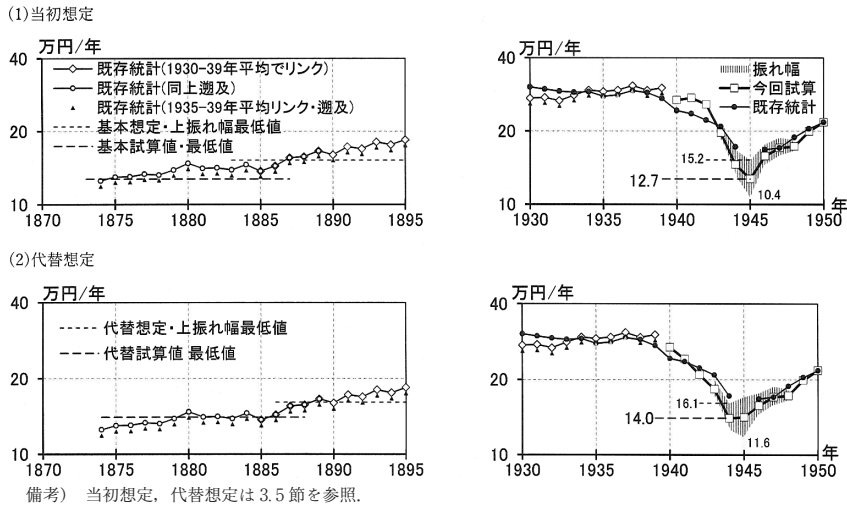 (1)当初想定
万円/年
40
20
10
既存統計(1930-39年平均でリンク)
既存統計(同上遡及)
既存統計(1935-39年平均リンク・遡及)
基本想定・上振れ幅最低値
基本試算値・最低値
1870 1875 1880 1885 1890 1895
万円/年
40
20
10
振れ幅
今回試算
既存統計
15.2
12.7
10.4
年
1930 1935 1940 1945 1950
(2)代替想定
万円/年
40
20
10
代替想定・上振れ幅最低値
代替試算値 最低値
1870 1875 1880 1885 1890 1895
万円/年
40
20
10
16.1
14.0
11.6
年
1930 1935 1940 1945 1950
備考) 当初想定，代替想定は3.5節を参照．